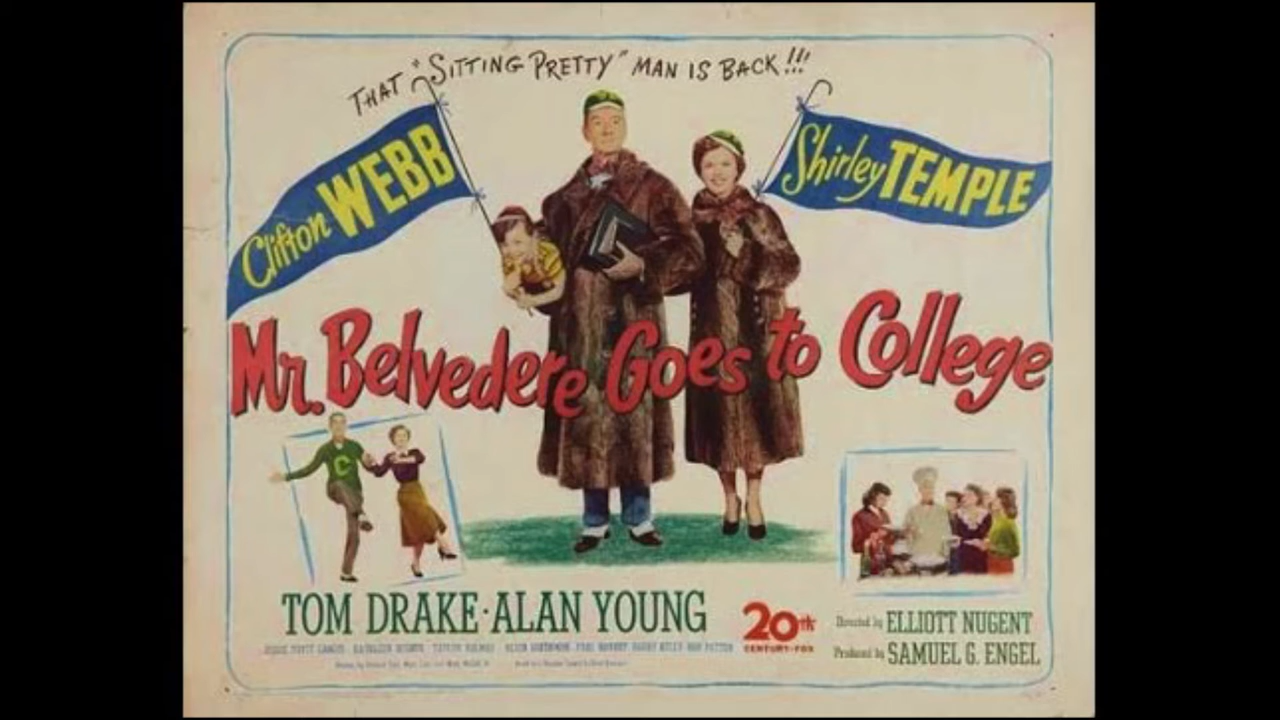 THAT "SITTING PRETTY" MAN IS BACK!!!
Clifton WEBB
Shirley TEMPLE
Mr. Belvedere Goes to College
C
TOM DRAKE · ALAN YOUNG
20th
CENTURY-FOX
Directed by ELLIOTT NUGENT
Produced by SAMUEL G. ENGEL